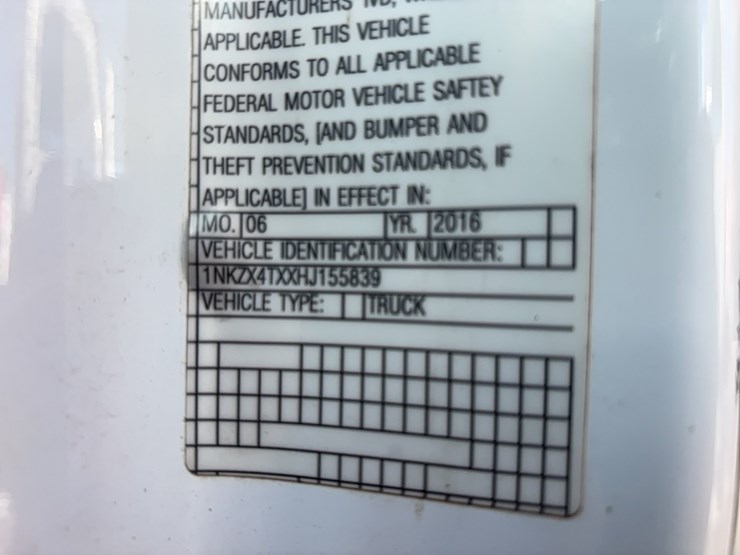 MANUFACTURERS
APPLICABLE. THIS VEHICLE
CONFORMS TO ALL APPLICABLE
FEDERAL MOTOR VEHICLE SAFTEY
STANDARDS, [AND BUMPER AND
THEFT PREVENTION STANDARDS, IF
APPLICABLE] IN EFFECT IN:
MO. 06 YR. 2016
VEHICLE IDENTIFICATION NUMBER:
1NKZX4TXXHJ155839
VEHICLE TYPE: TRUCK